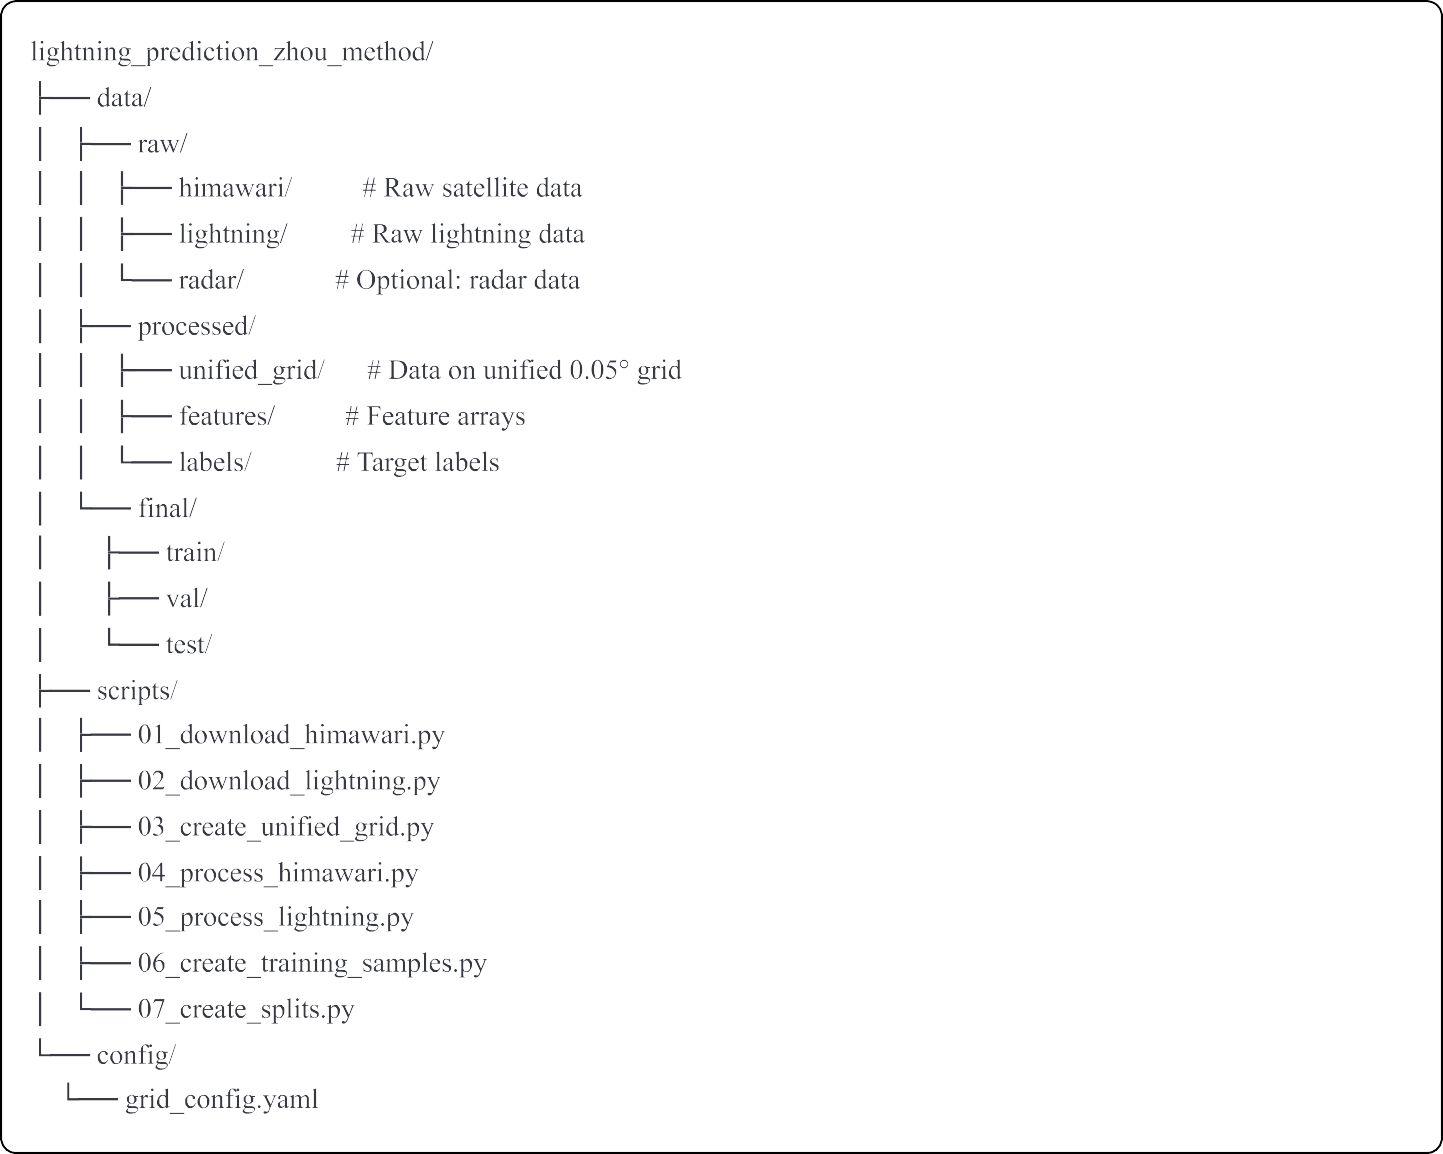 lightning_prediction_zhou_method/
├── data/
│   ├── raw/
│   │   ├── himawari/          # Raw satellite data
│   │   ├── lightning/         # Raw lightning data
│   │   └── radar/             # Optional: radar data
│   ├── processed/
│   │   ├── unified_grid/      # Data on unified 0.05° grid
│   │   ├── features/          # Feature arrays
│   │   └── labels/            # Target labels
│   └── final/
│       ├── train/
│       ├── val/
│       └── test/
├── scripts/
│   ├── 01_download_himawari.py
│   ├── 02_download_lightning.py
│   ├── 03_create_unified_grid.py
│   ├── 04_process_himawari.py
│   ├── 05_process_lightning.py
│   ├── 06_create_training_samples.py
│   └── 07_create_splits.py
└── config/
    └── grid_config.yaml